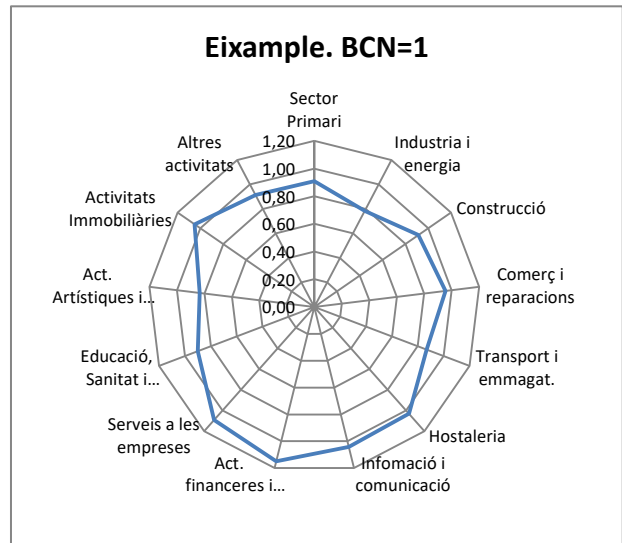 Eixample. BCN=1
Sector
Primari
Industria i
energia
Construcció
Comerç i
reparacions
Transport i
emmagat.
Hostaleria
Infomació i
comunicació
Act.
financeres i...
Serveis a les
empreses
Educació,
Sanitat i...
Act.
Artístiques i...
Activitats
Immobiliàries
Altres
activitats
1,20
1,00
0,80
0,60
0,40
0,20
0,00